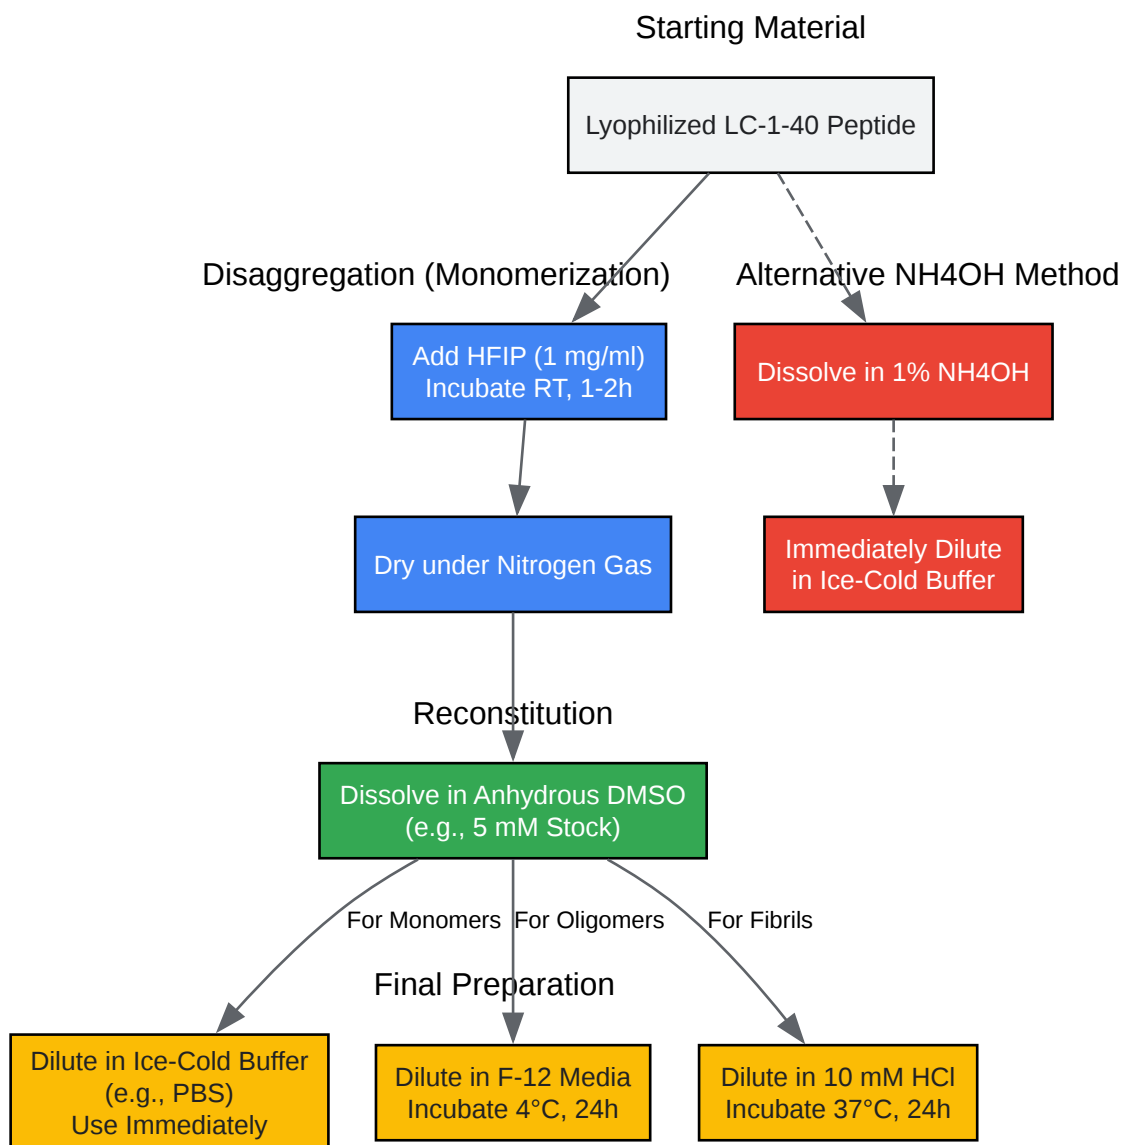 Starting Material
Lyophilized LC-1-40 Peptide
Disaggregation (Monomerization)
Alternative NH4OH Method
Add HFIP (1 mg/ml)
Incubate RT, 1-2h
Dissolve in 1% NH4OH
Dry under Nitrogen Gas
Immediately Dilute
in Ice-Cold Buffer
Reconstitution
Dissolve in Anhydrous DMSO
(e.g., 5 mM Stock)
For Monomers
For Oligomers
For Fibrils
Final Preparation
Dilute in Ice-Cold Buffer
(e.g., PBS)
Use Immediately
Dilute in F-12 Media
Incubate 4°C, 24h
Dilute in 10 mM HCl
Incubate 37°C, 24h